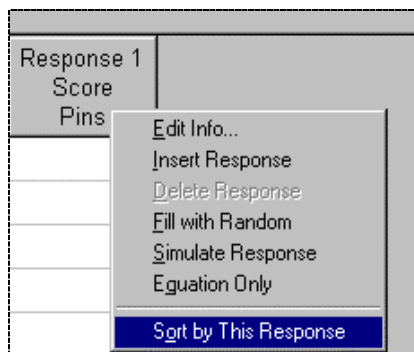 Response 1
Score
Pins
Edit Info...
Insert Response
Delete Response
Fill with Random
Simulate Response
Equation Only
Sort by This Response